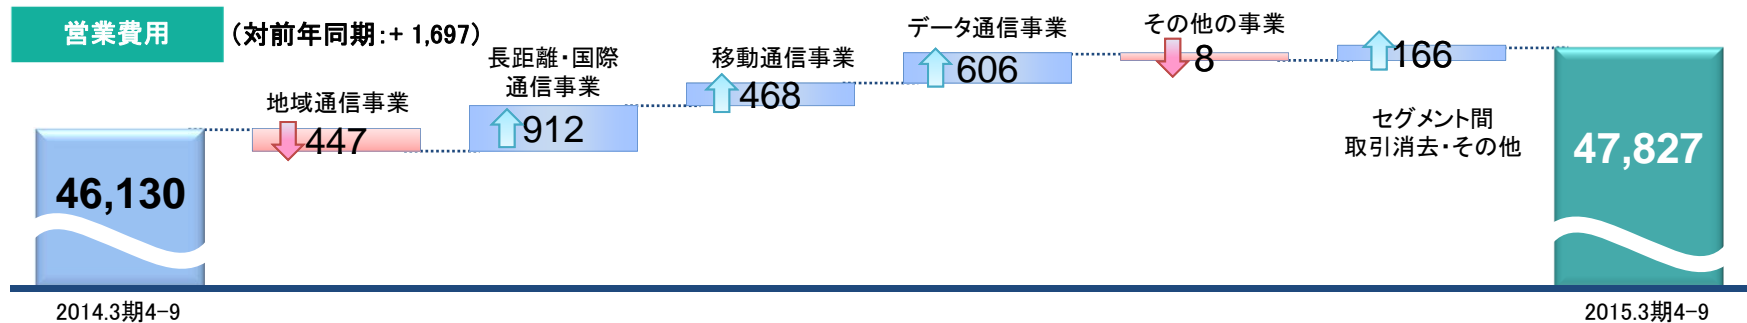 営業費用
（対前年同期：+ 1,697）
46,130
地域通信事業
447
長距離・国際
通信事業
912
移動通信事業
468
データ通信事業
606
その他の事業
8
166
セグメント間
取引消去・その他
47,827
2014.3期4-9
2015.3期4-9